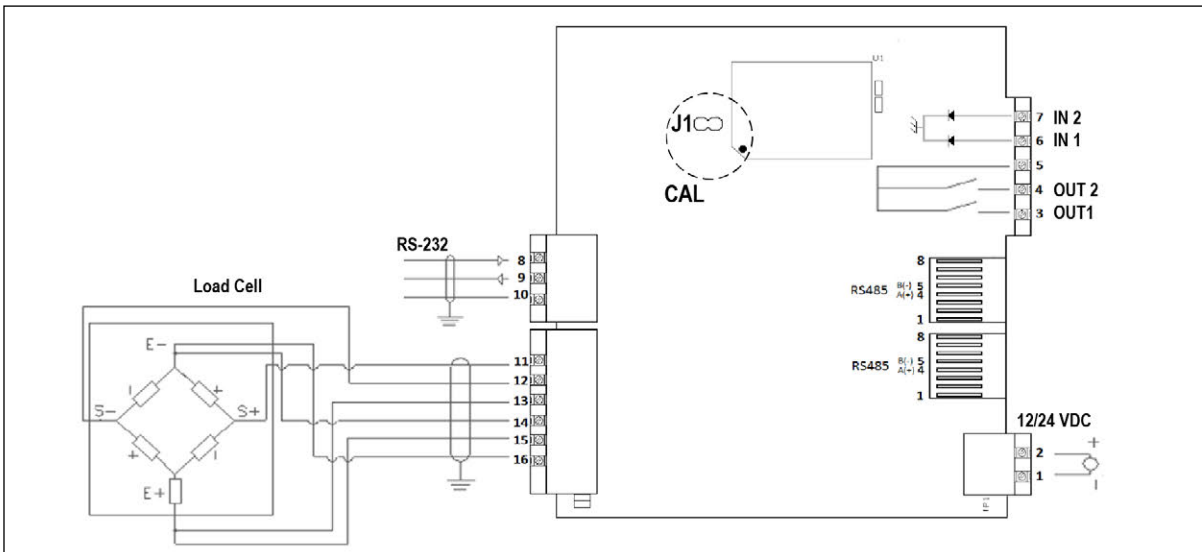 U1
J1
CAL
7 IN 2
6 IN 1
5
4 OUT 2
3 OUT1
RS-232
8
9
10
Load Cell
E-
S-
S+
E+
11
12
13
14
15
16
8
RS485 B(-) 5
A(+) 4
1
8
RS485 B(-) 5
A(+) 4
1
12/24 VDC
+
2
1
-